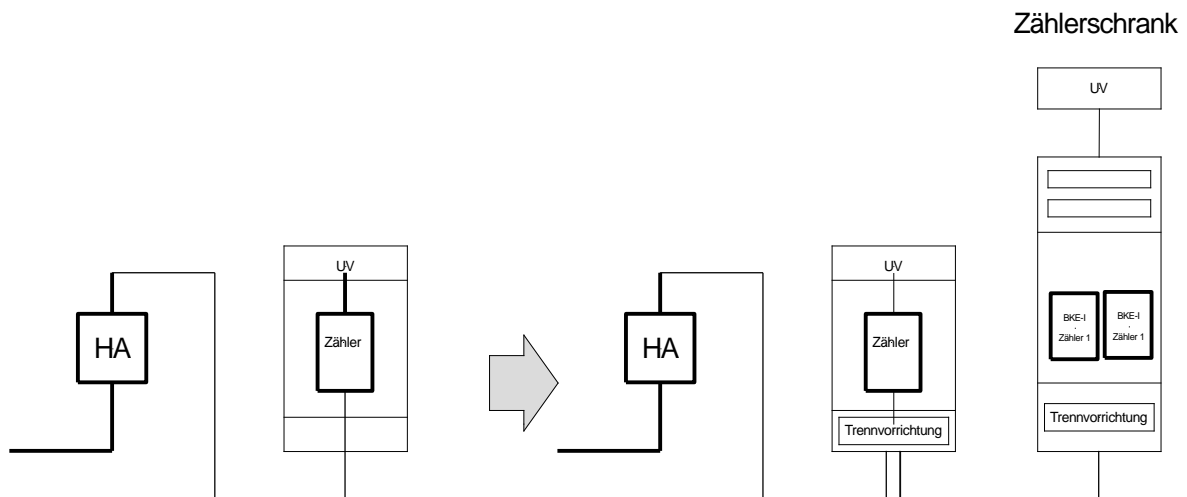 Zählerschrank
UV
UV
UV
HA
Zähler
HA
Zähler
BKE-I
.
Zähler 1
BKE-I
.
Zähler 1
Trennvorrichtung
Trennvorrichtung